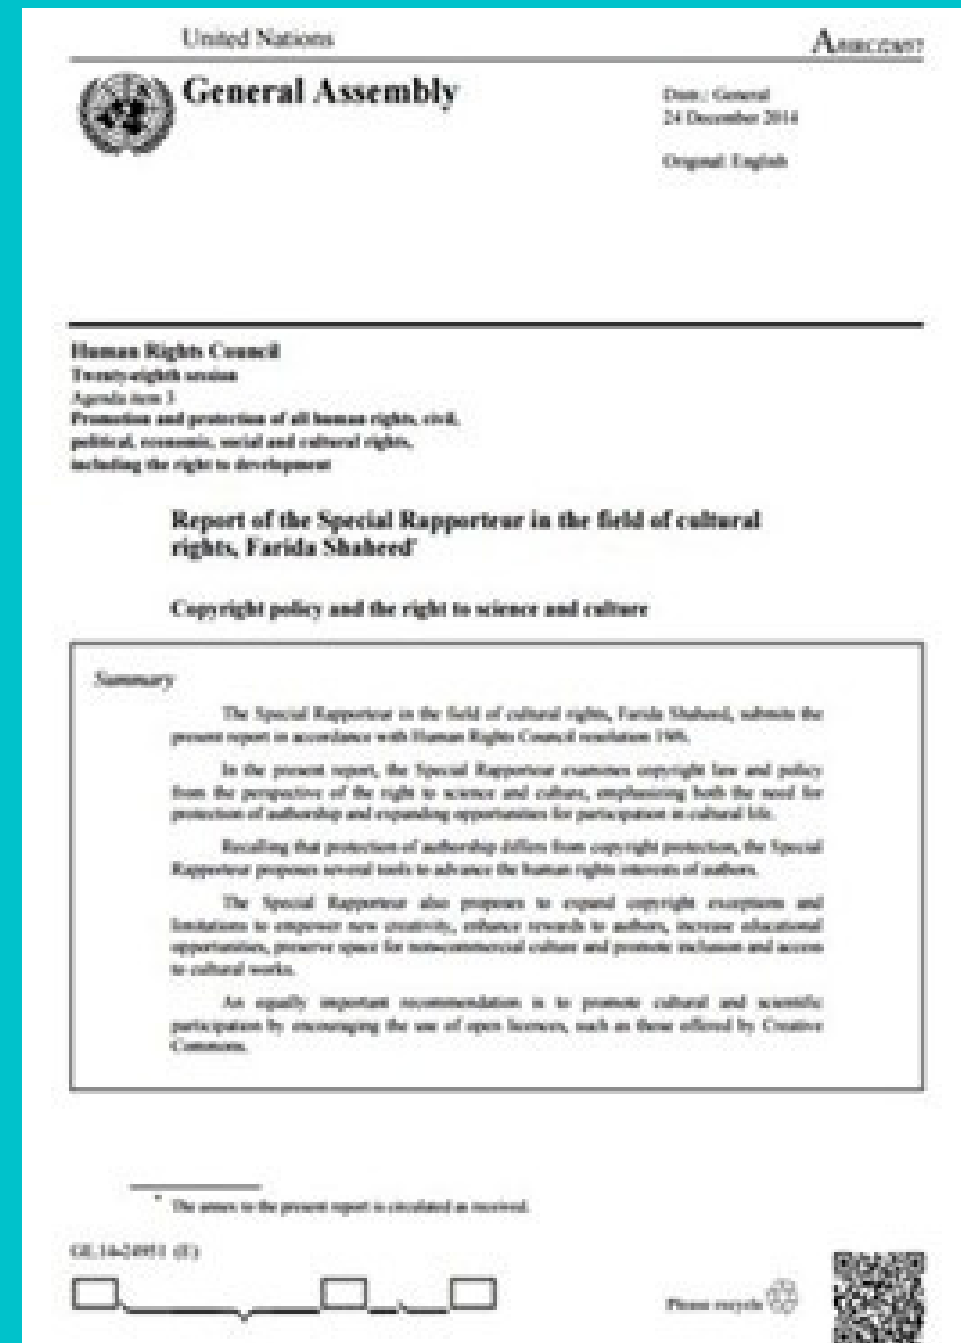 United Nations
General Assembly
Distr.: General
24 December 2014
Original: English
Human Rights Council
Twenty-eighth session
Agenda item 3
Promotion and protection of all human rights, civil,
political, economic, social and cultural rights,
including the right to development
Report of the Special Rapporteur in the field of cultural
rights, Farida Shaheed*
Copyright policy and the right to science and culture
Summary
The Special Rapporteur in the field of cultural rights, Farida Shaheed, submits the
present report in accordance with Human Rights Council resolution
In the present report, the Special Rapporteur examines copyright law and policy
from the perspective of the right to science and culture, emphasizing both the need for
protection of authorship and expanding opportunities for participation in cultural life.
Recalling that protection of authorship differs from copyright protection, the Special
Rapporteur proposes several tools to advance the human rights interests of authors.
The Special Rapporteur also proposes to expand copyright exceptions and
limitations to empower new creativity, enhance rewards to authors, increase educational
opportunities, preserve space for non-commercial culture and promote inclusion and access
to cultural works.
An equally important recommendation is to promote cultural and scientific
participation by encouraging the use of open licences, such as those offered by Creative
Commons.
* The annex to the present report is circulated as received.
GE.14-24951 (E)
Please recycle